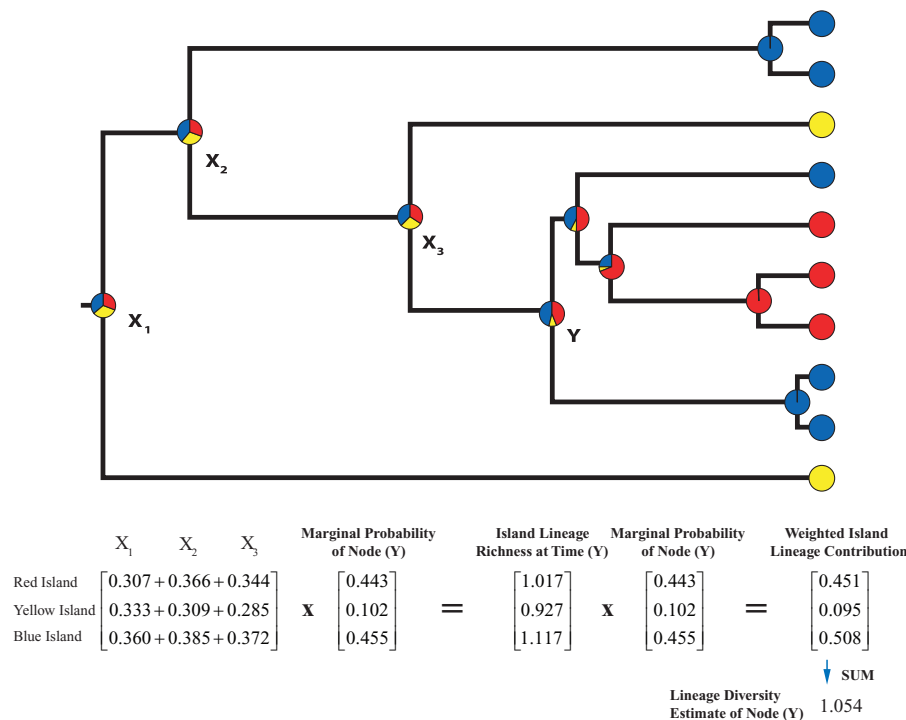 X₂
X₃
X₁
Y
X₁ X₂ X₃
Marginal Probability of Node (Y)
Island Lineage Richness at Time (Y)
Marginal Probability of Node (Y)
Weighted Island Lineage Contribution
Red Island [0.307 + 0.366 + 0.344] [0.443] [1.017] [0.443] [0.451]
Yellow Island [0.333 + 0.309 + 0.285] x [0.102] = [0.927] x [0.102] = [0.095]
Blue Island [0.360 + 0.385 + 0.372] [0.455] [1.117] [0.455] [0.508]
SUM
Lineage Diversity Estimate of Node (Y) 1.054